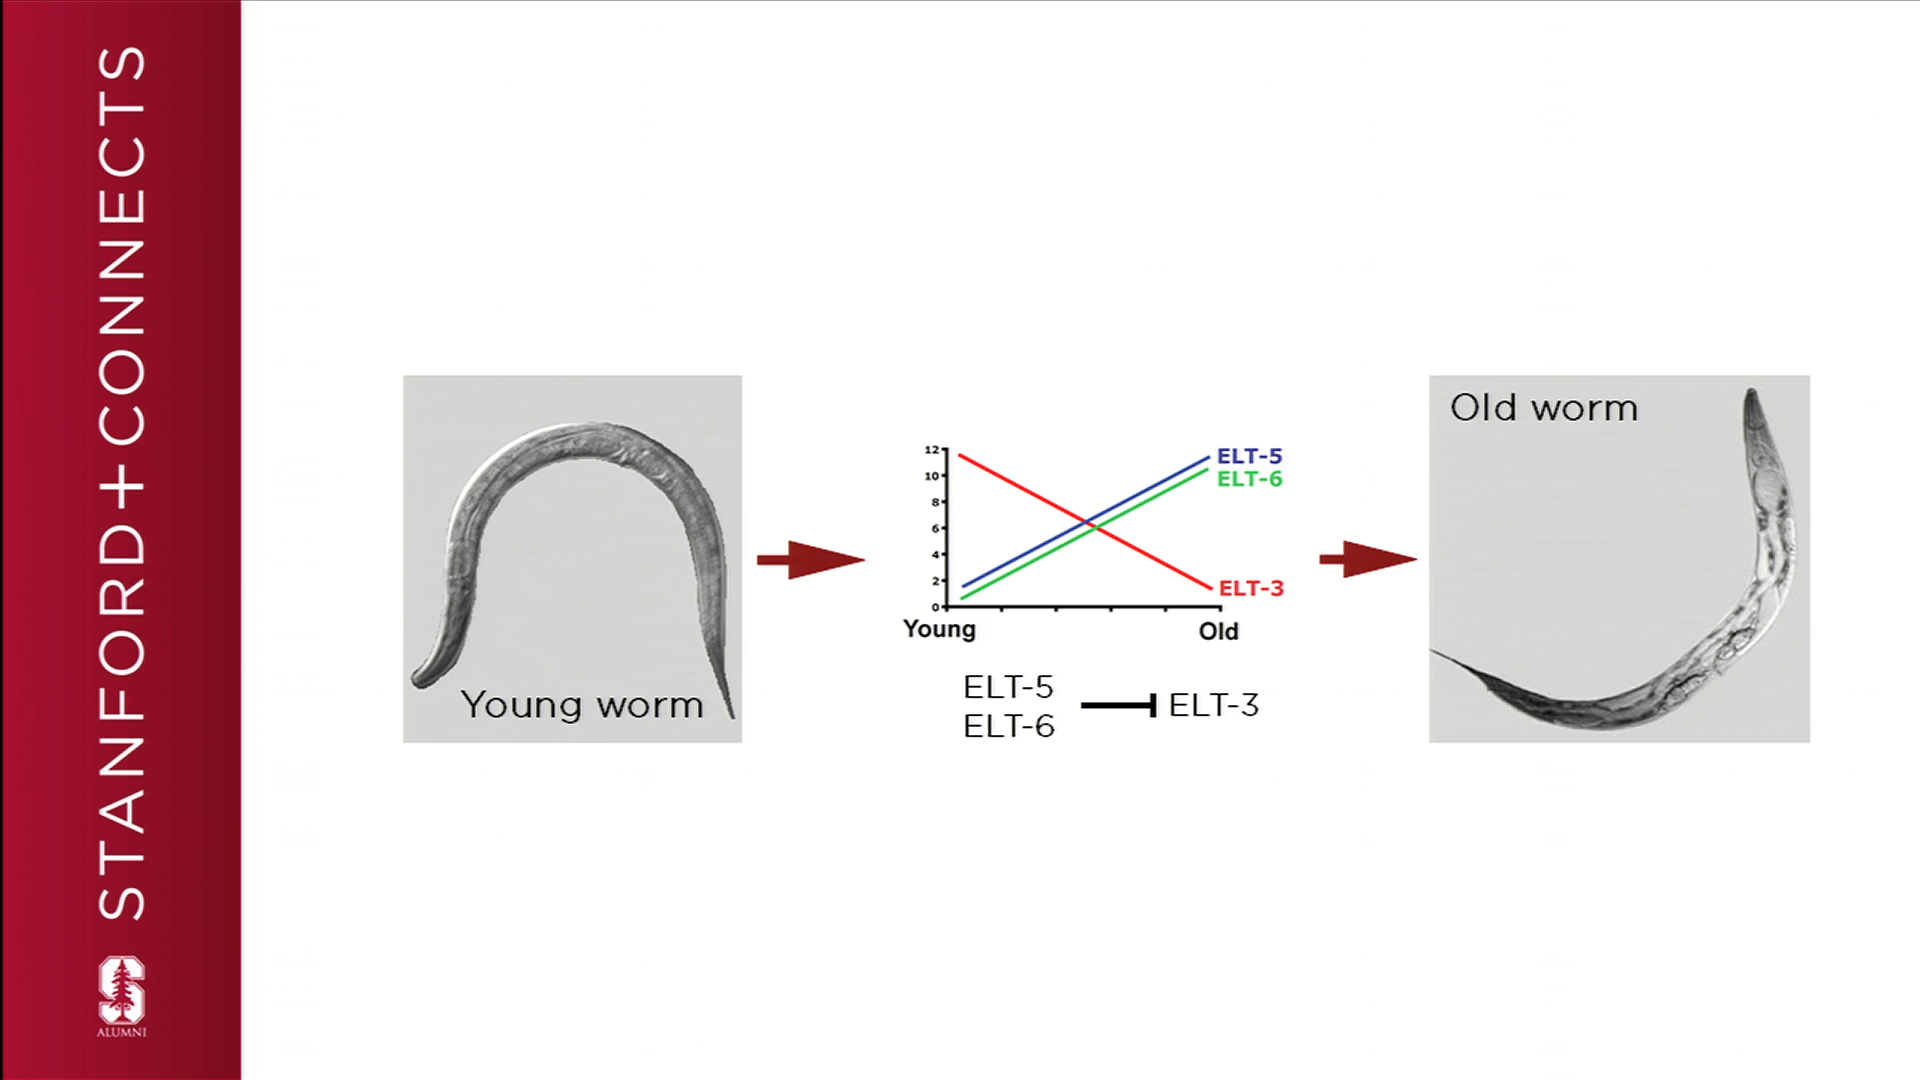 STANFORD+CONNECTS
ALUMNI
Young worm
12
10
8
6
4
2
0
ELT-5
ELT-6
ELT-3
Young
Old
ELT-5
ELT-6
ELT-3
Old worm